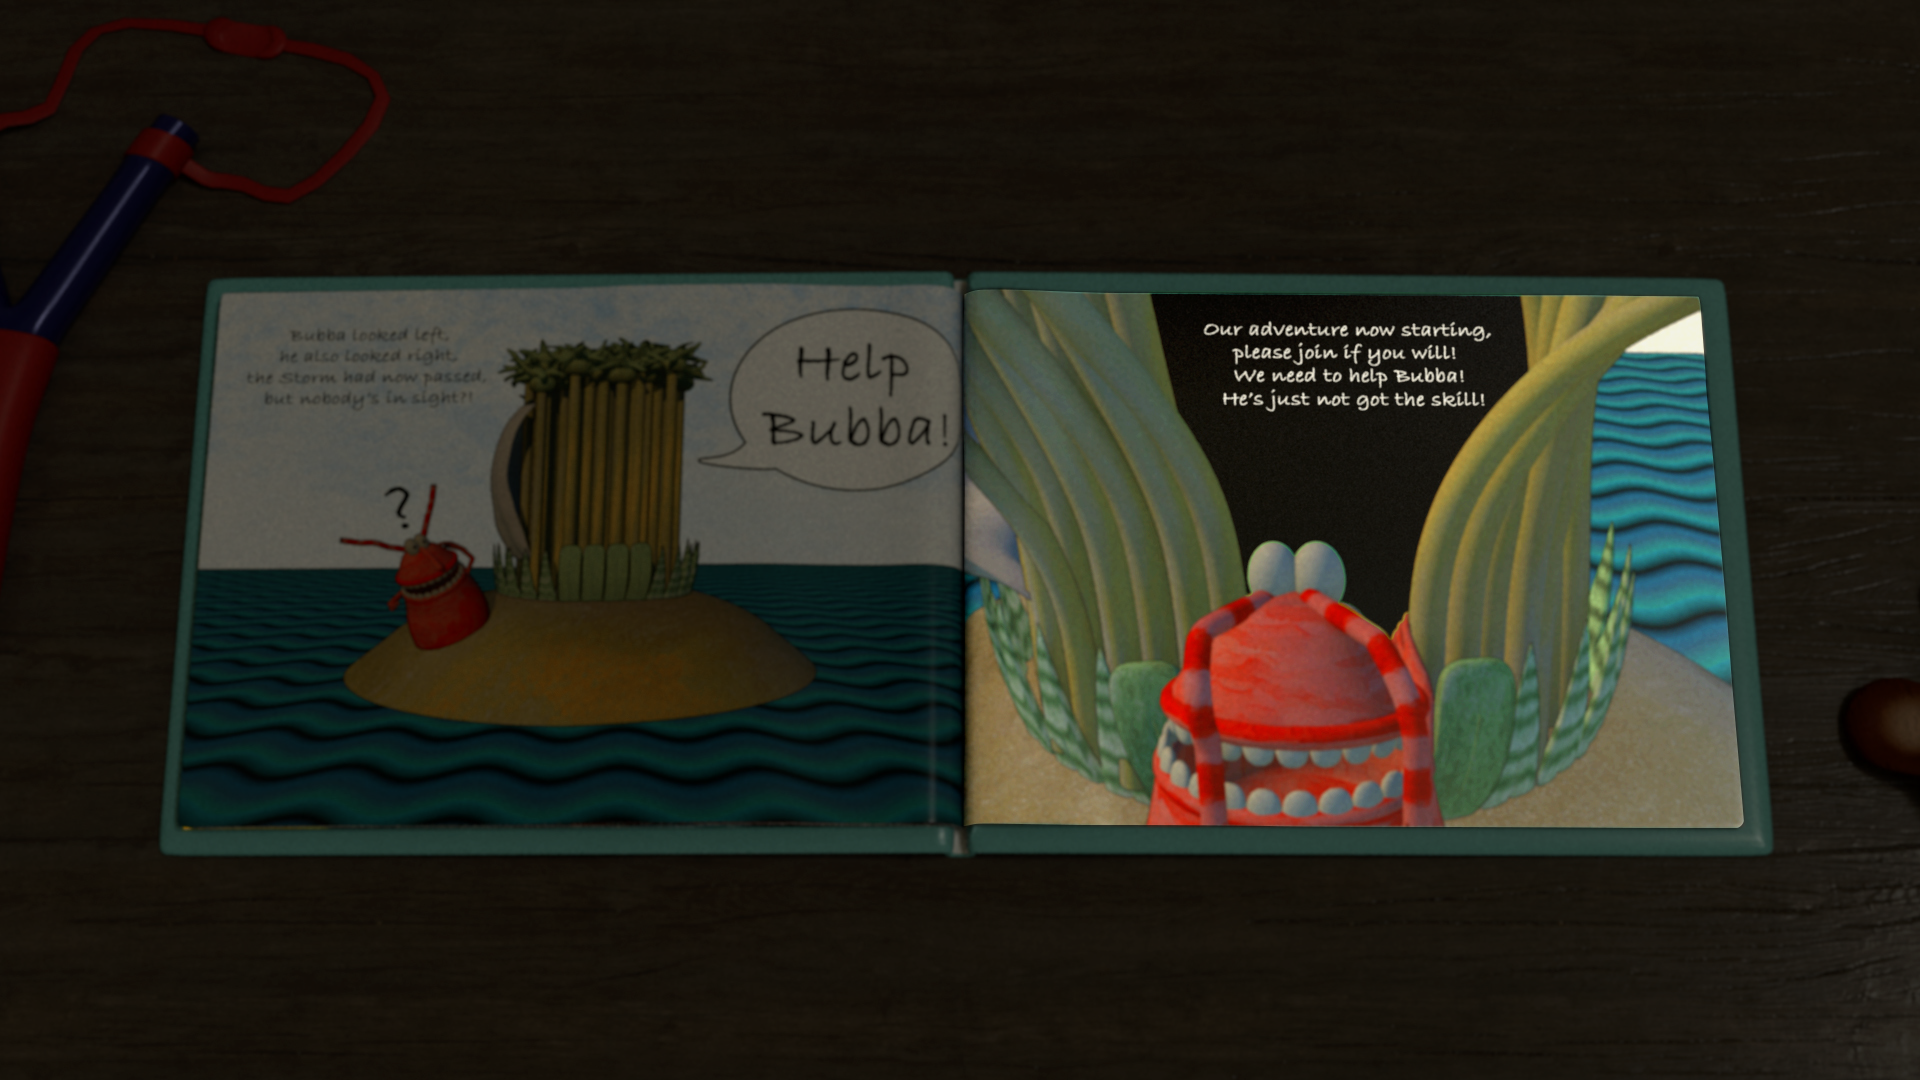 Bubba looked left,
he also looked right,
the Storm had now passed,
but nobody's in sight?!
?
Help
Bubba!
Our adventure now starting,
please join if you will!
We need to help Bubba!
He's just not got the skill!